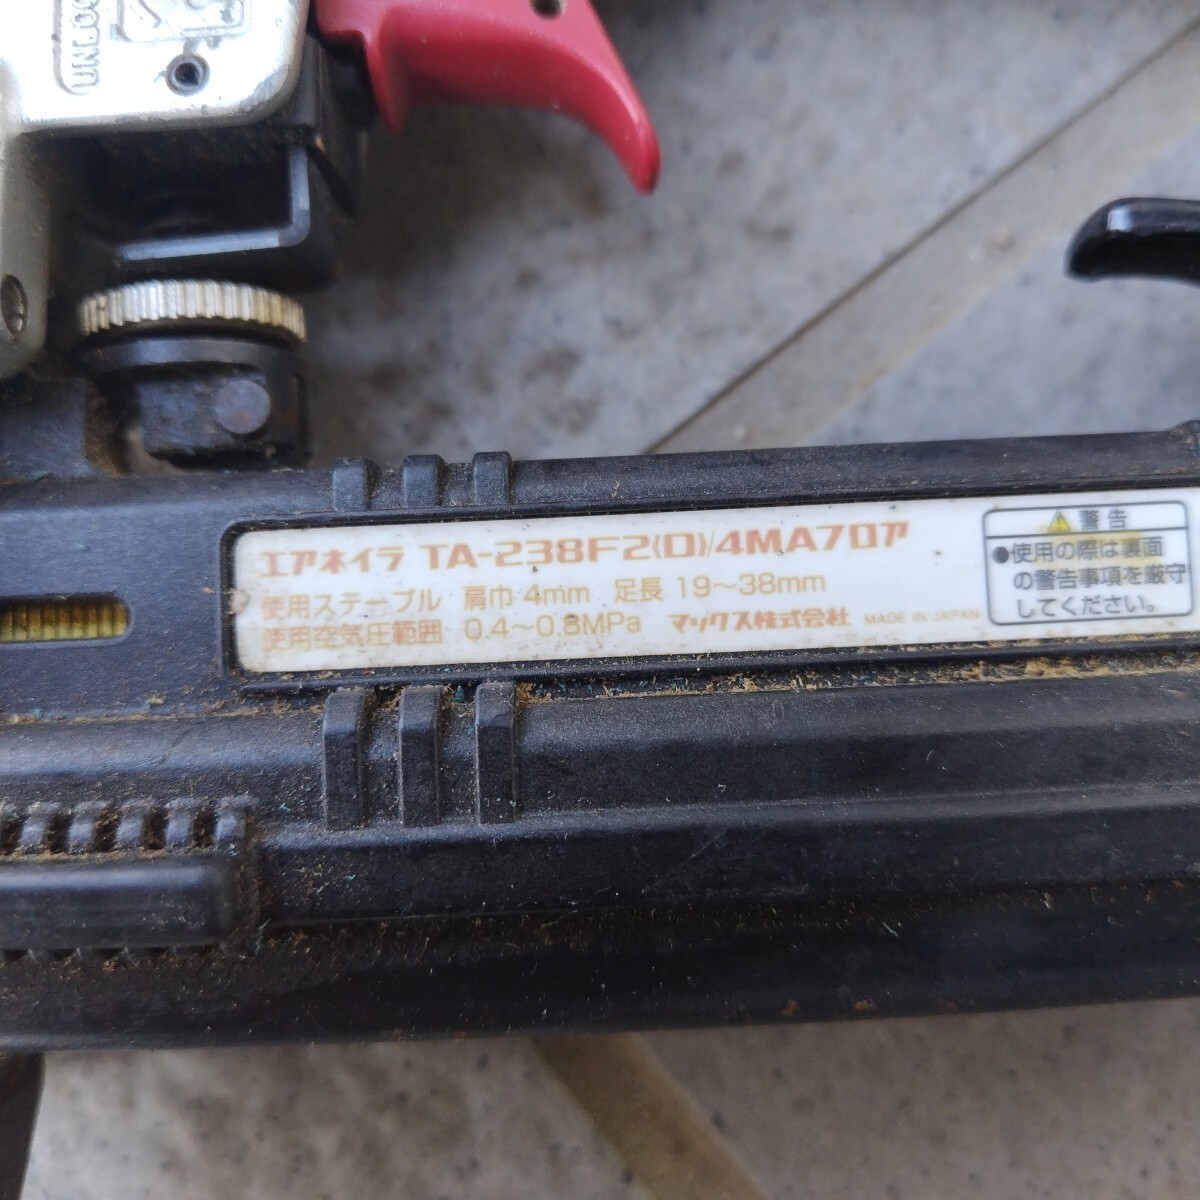 エアネイラ TA-238F2(D)/4MAフロア
使用ステープル 肩巾 4mm 足長 19〜38mm
使用空気圧範囲 0.4〜0.8MPa マックス株式会社 MADE IN JAPAN
警告
●使用の際は裏面
の警告事項を厳守
してください。